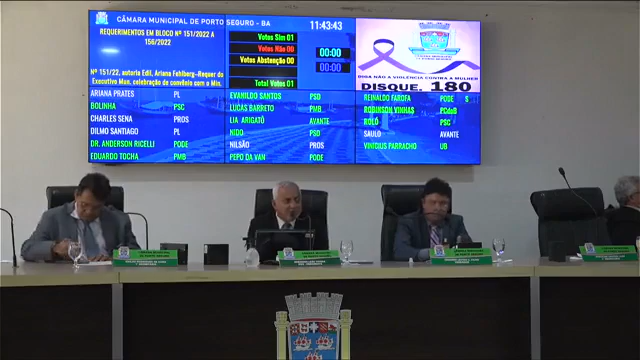 CÂMARA MUNICIPAL DE PORTO SEGURO - BA
11:43:43
REQUERIMENTOS EM BLOCO Nº 151/2022 A
156/2022
Nº 151/22, autoria Edil, Ariana Fehlberg-Requer do
Executivo Mun. celebração de convênio com a Min.
Votos Sim 01
Votos Não 00
Votos Abstenção 00
Total Votos 01
00:00
00:00
DIGA NÃO A VIOLÊNCIA CONTRA A MULHER
DISQUE. 180
ARIANA PRATES PL
BOLINHA PSC
CHARLES SENA PROS
DILMO SANTIAGO PL
DR. ANDERSON RICELLI PODE
EDUARDO TOCHA PMB
EVANILDO SANTOS PSD
LUCAS BARRETO PMB
LIA ARIGATÔ AVANTE
NIDO PSD
NILSÃO PROS
PEPO DA VAN PODE
REINALDO FAROFA PODE S
ROBINSON VINHAS PCdoB
ROLÓ PSC
SAULO AVANTE
VINICIUS PARRACHO UB